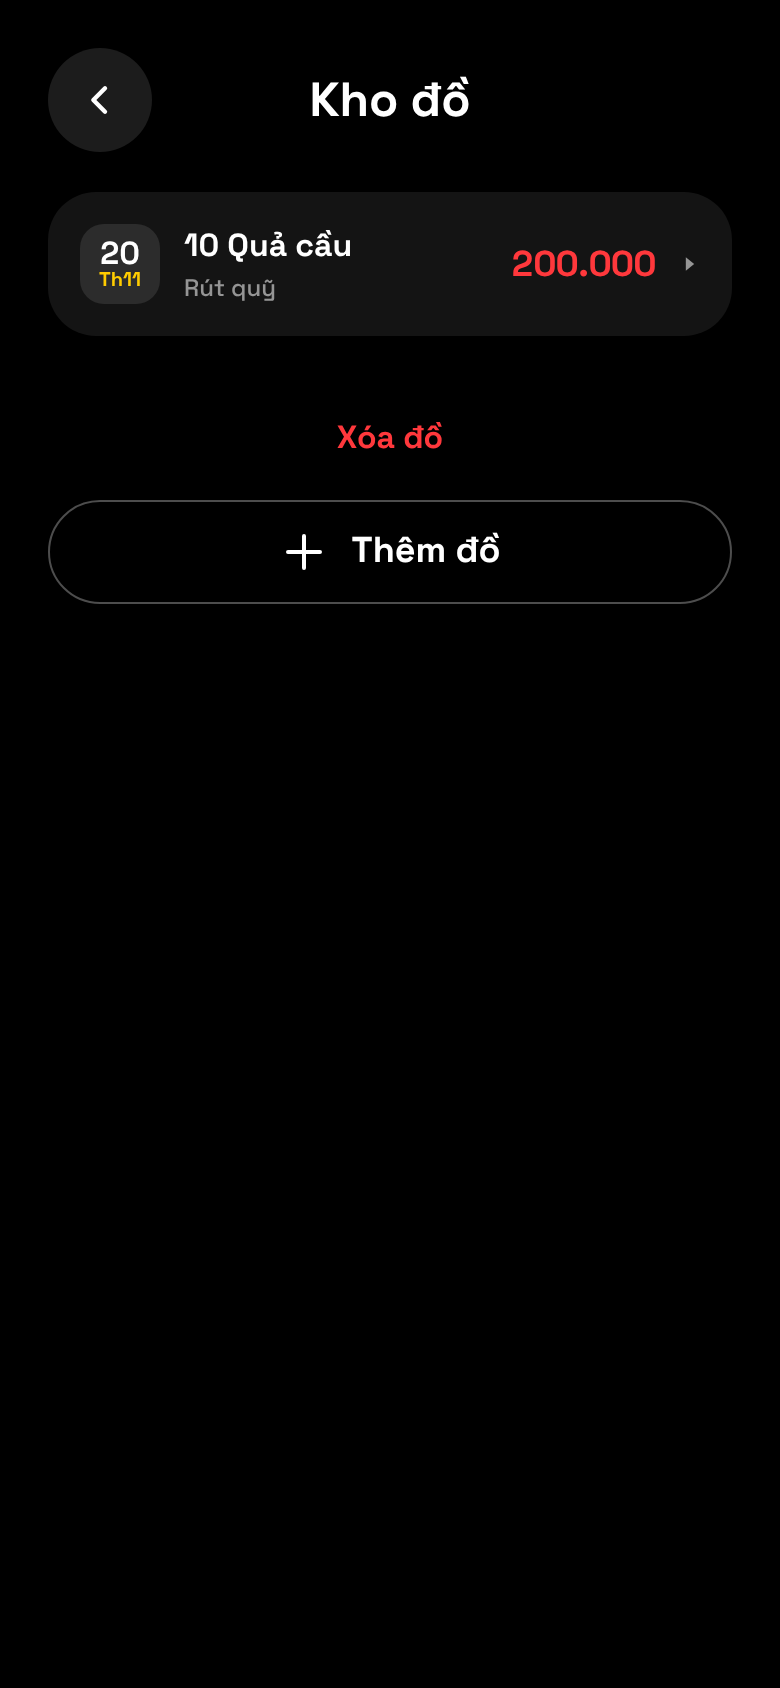 Kho đồ
20
Th11
10 Quả cầu
Rút quỹ
200.000
Xóa đồ
Thêm đồ